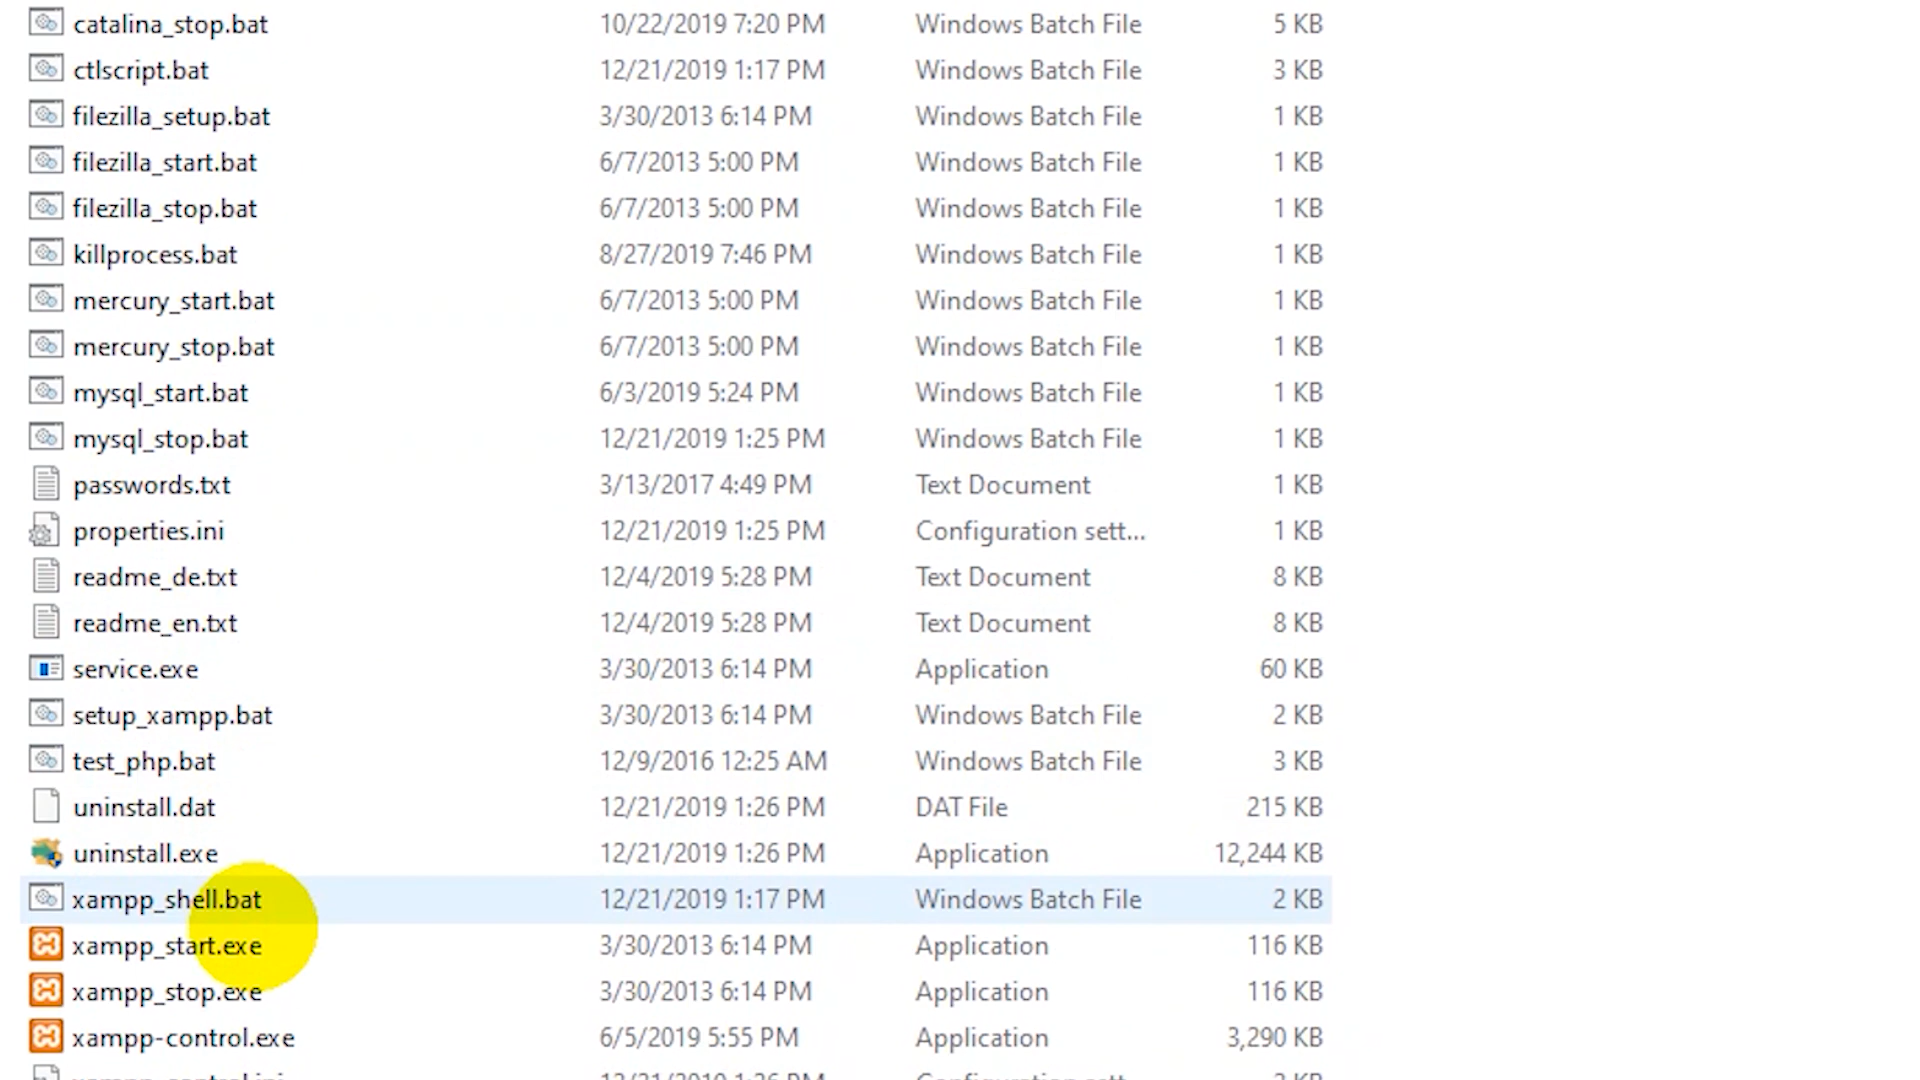 catalina_stop.bat 10/22/2019 7:20 PM Windows Batch File 5 KB
ctlscript.bat 12/21/2019 1:17 PM Windows Batch File 3 KB
filezilla_setup.bat 3/30/2013 6:14 PM Windows Batch File 1 KB
filezilla_start.bat 6/7/2013 5:00 PM Windows Batch File 1 KB
filezilla_stop.bat 6/7/2013 5:00 PM Windows Batch File 1 KB
killprocess.bat 8/27/2019 7:46 PM Windows Batch File 1 KB
mercury_start.bat 6/7/2013 5:00 PM Windows Batch File 1 KB
mercury_stop.bat 6/7/2013 5:00 PM Windows Batch File 1 KB
mysql_start.bat 6/3/2019 5:24 PM Windows Batch File 1 KB
mysql_stop.bat 12/21/2019 1:25 PM Windows Batch File 1 KB
passwords.txt 3/13/2017 4:49 PM Text Document 1 KB
properties.ini 12/21/2019 1:25 PM Configuration sett... 1 KB
readme_de.txt 12/4/2019 5:28 PM Text Document 8 KB
readme_en.txt 12/4/2019 5:28 PM Text Document 8 KB
service.exe 3/30/2013 6:14 PM Application 60 KB
setup_xampp.bat 3/30/2013 6:14 PM Windows Batch File 2 KB
test_php.bat 12/9/2016 12:25 AM Windows Batch File 3 KB
uninstall.dat 12/21/2019 1:26 PM DAT File 215 KB
uninstall.exe 12/21/2019 1:26 PM Application 12,244 KB
xampp_shell.bat 12/21/2019 1:17 PM Windows Batch File 2 KB
xampp_start.exe 3/30/2013 6:14 PM Application 116 KB
xampp_stop.exe 3/30/2013 6:14 PM Application 116 KB
xampp-control.exe 6/5/2019 5:55 PM Application 3,290 KB